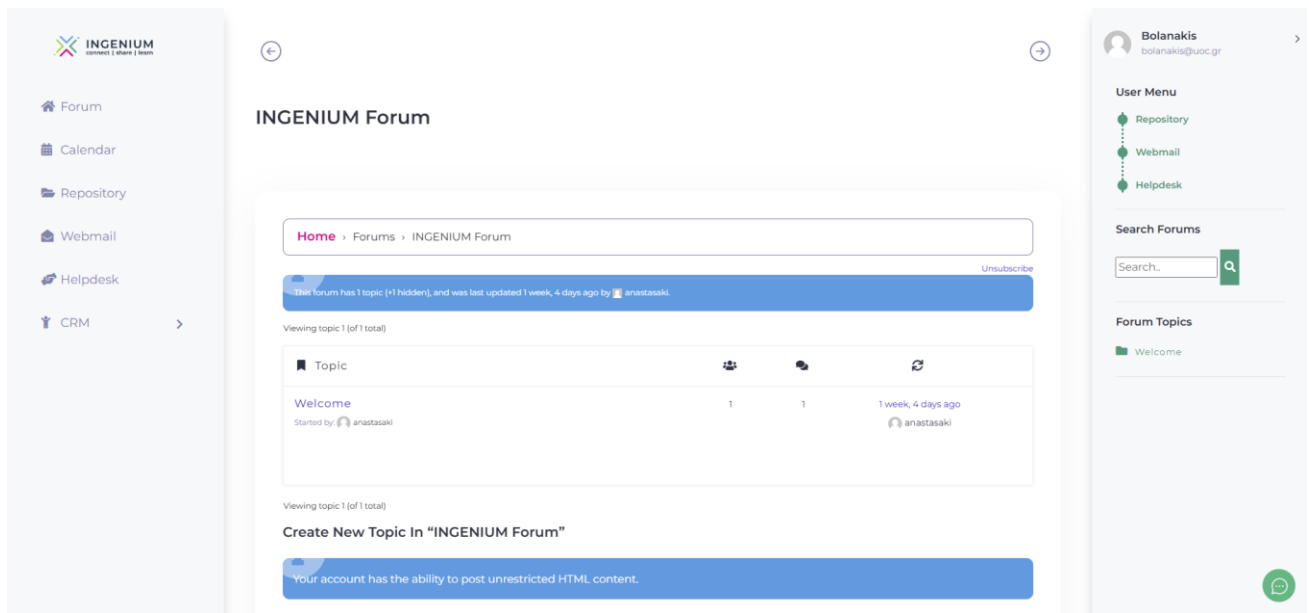 INGENIUM
connect | share | learn
Forum
Calendar
Repository
Webmail
Helpdesk
CRM
INGENIUM Forum
Home › Forums › INGENIUM Forum
Unsubscribe
This forum has 1 topic (+1 hidden), and was last updated 1 week, 4 days ago by anastasaki.
Viewing topic 1 (of 1 total)
Topic
Welcome 1 1 1 week, 4 days ago
Started by: anastasaki anastasaki
Viewing topic 1 (of 1 total)
Create New Topic In “INGENIUM Forum”
Your account has the ability to post unrestricted HTML content.
Bolanakis
bolanakis@uoc.gr
User Menu
Repository
Webmail
Helpdesk
Search Forums
Search..
Forum Topics
Welcome